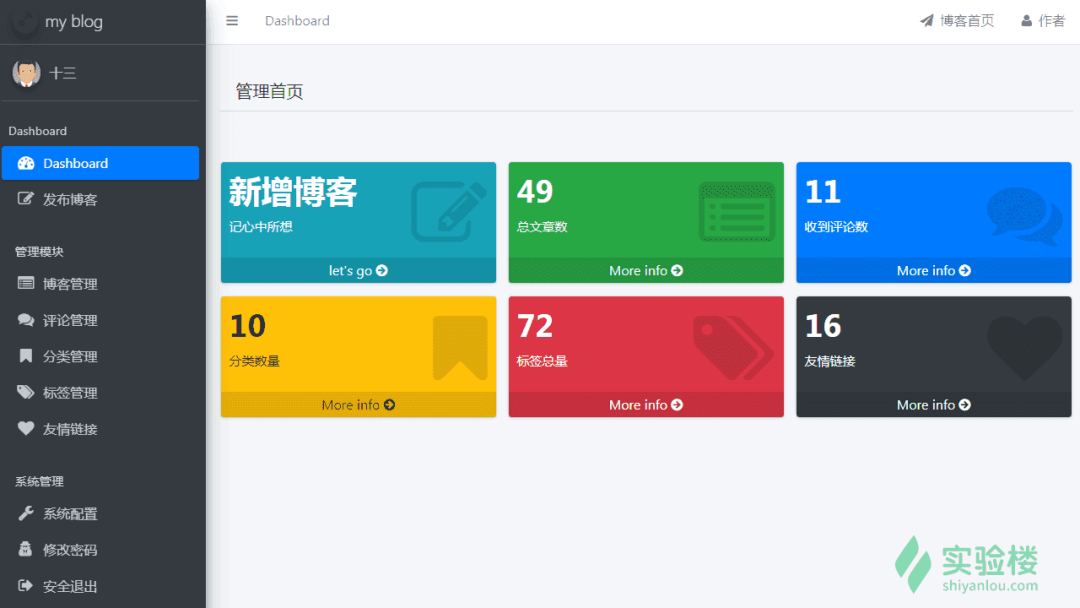 my blog
十三
Dashboard
Dashboard
发布博客
管理模块
博客管理
评论管理
分类管理
标签管理
友情链接
系统管理
系统配置
修改密码
安全退出
Dashboard
博客首页
作者
管理首页
新增博客
记心中所想
let's go
49
总文章数
More info
11
收到评论数
More info
10
分类数量
More info
72
标签总量
More info
16
友情链接
More info
实验楼
shiyanlou.com